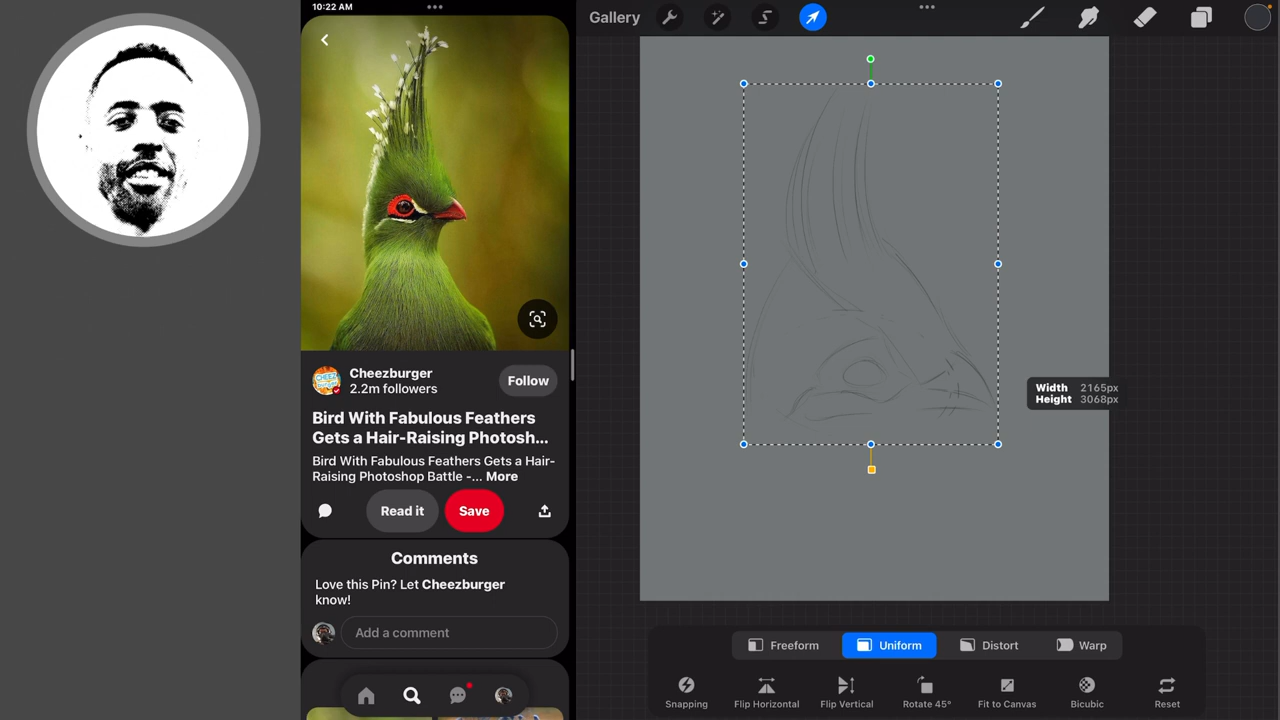 10:22 AM
Cheezburger
2.2m followers
Follow
Bird With Fabulous Feathers
Gets a Hair-Raising Photosh...
Bird With Fabulous Feathers Gets a Hair-
Raising Photoshop Battle -... More
Read it
Save
Comments
Love this Pin? Let Cheezburger
know!
Add a comment
Gallery
Width 2165px
Height 3068px
Freeform
Uniform
Distort
Warp
Snapping
Flip Horizontal
Flip Vertical
Rotate 45°
Fit to Canvas
Bicubic
Reset